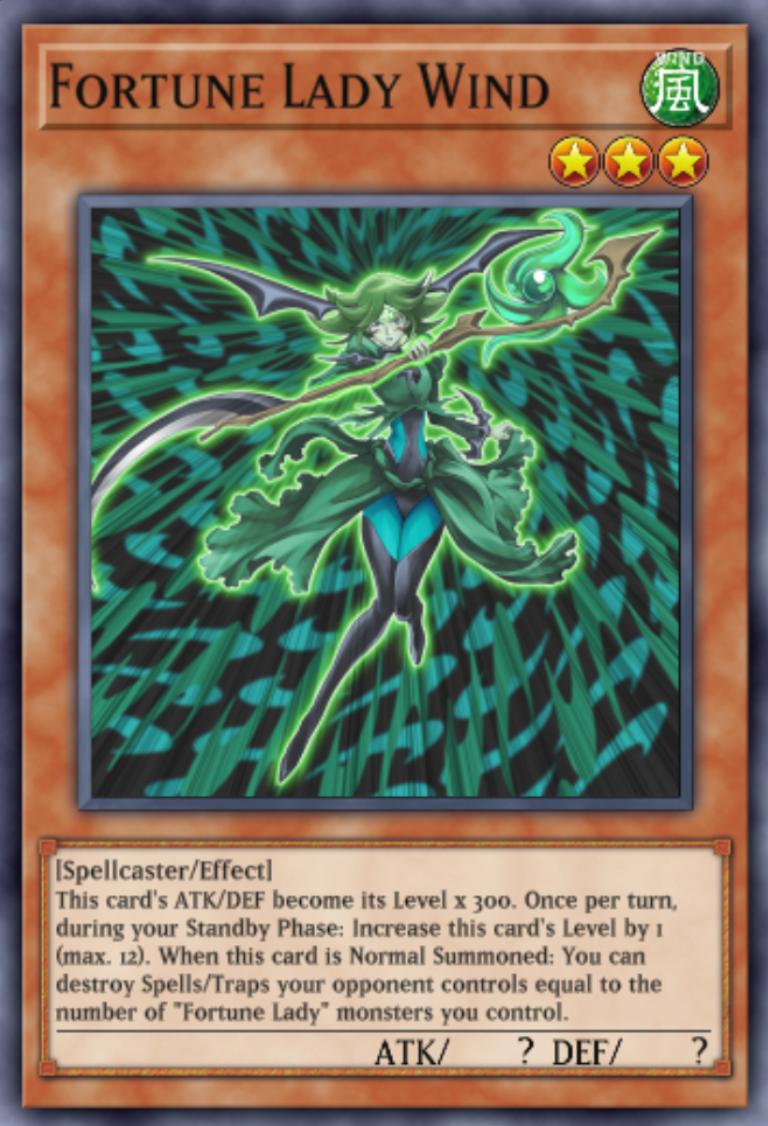 Fortune Lady Wind
WIND
風
[Spellcaster/Effect]
This card's ATK/DEF become its Level x 300. Once per turn,
during your Standby Phase: Increase this card's Level by 1
(max. 12). When this card is Normal Summoned: You can
destroy Spells/Traps your opponent controls equal to the
number of "Fortune Lady" monsters you control.
ATK/ ? DEF/ ?